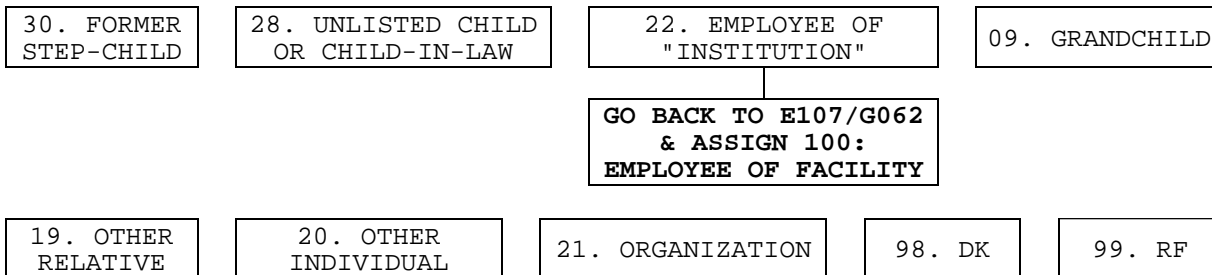 30. FORMER
STEP-CHILD
28. UNLISTED CHILD
OR CHILD-IN-LAW
22. EMPLOYEE OF
"INSTITUTION"
09. GRANDCHILD
GO BACK TO E107/G062
& ASSIGN 100:
EMPLOYEE OF FACILITY
19. OTHER
RELATIVE
20. OTHER
INDIVIDUAL
21. ORGANIZATION
98. DK
99. RF